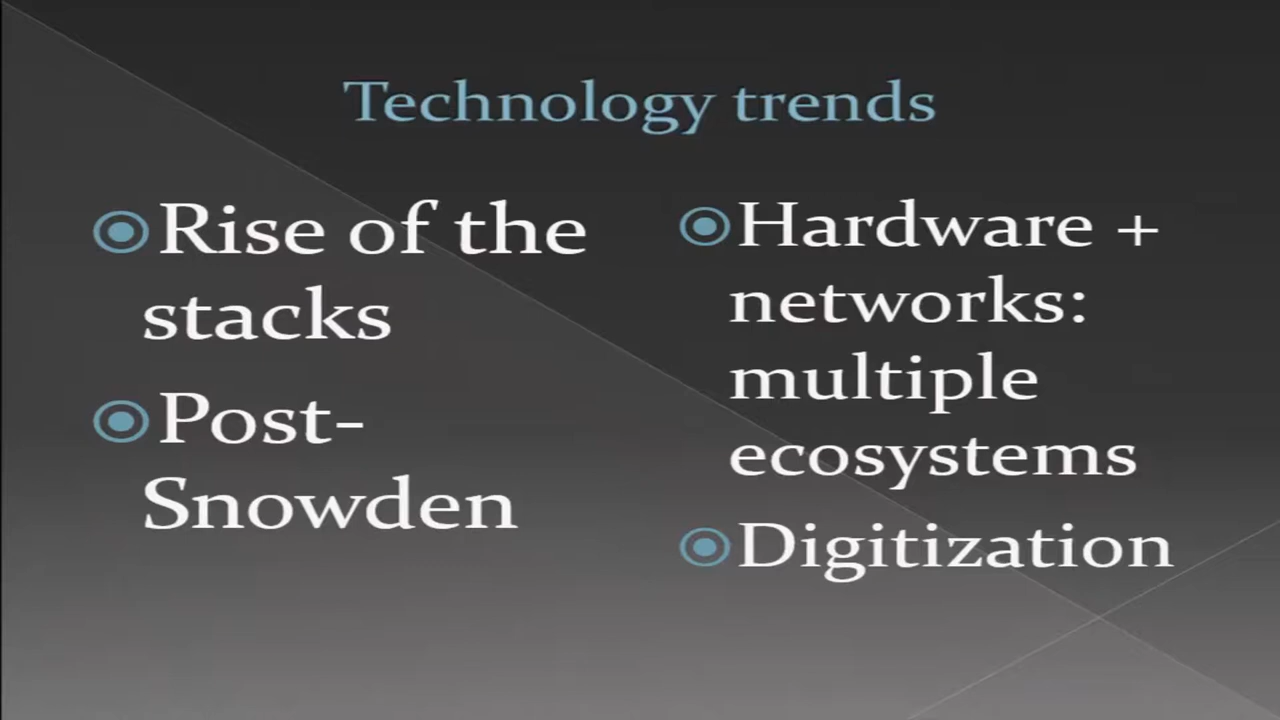 Technology trends
Rise of the
stacks
Post-
Snowden
Hardware +
networks:
multiple
ecosystems
Digitization